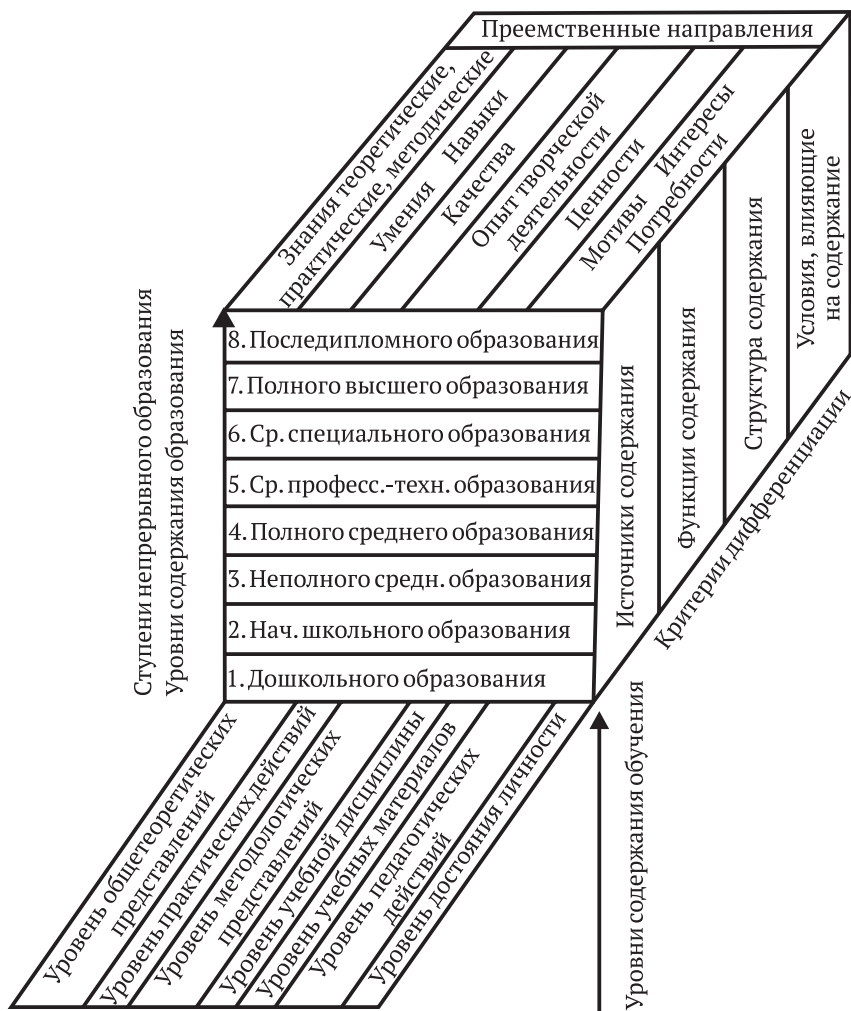 Преемственные направления
Знания теоретические,
практические, методические
Умения Навыки
Качества
Опыт творческой
деятельности
Ценности
Мотивы Интересы
Потребности
Источники содержания
Функции содержания
Структура содержания
Условия, влияющие
на содержание
Критерии дифференциации
Ступени непрерывного образования
Уровни содержания образования
8. Последипломного образования
7. Полного высшего образования
6. Ср. специального образования
5. Ср. професс.-техн. образования
4. Полного среднего образования
3. Неполного средн. образования
2. Нач. школьного образования
1. Дошкольного образования
Уровень общетеоретических
представлений
Уровень практических действий
Уровень методологических
представлений
Уровень учебной дисциплины
Уровень учебных материалов
Уровень педагогических
действий
Уровень достояния личности
Уровни содержания обучения